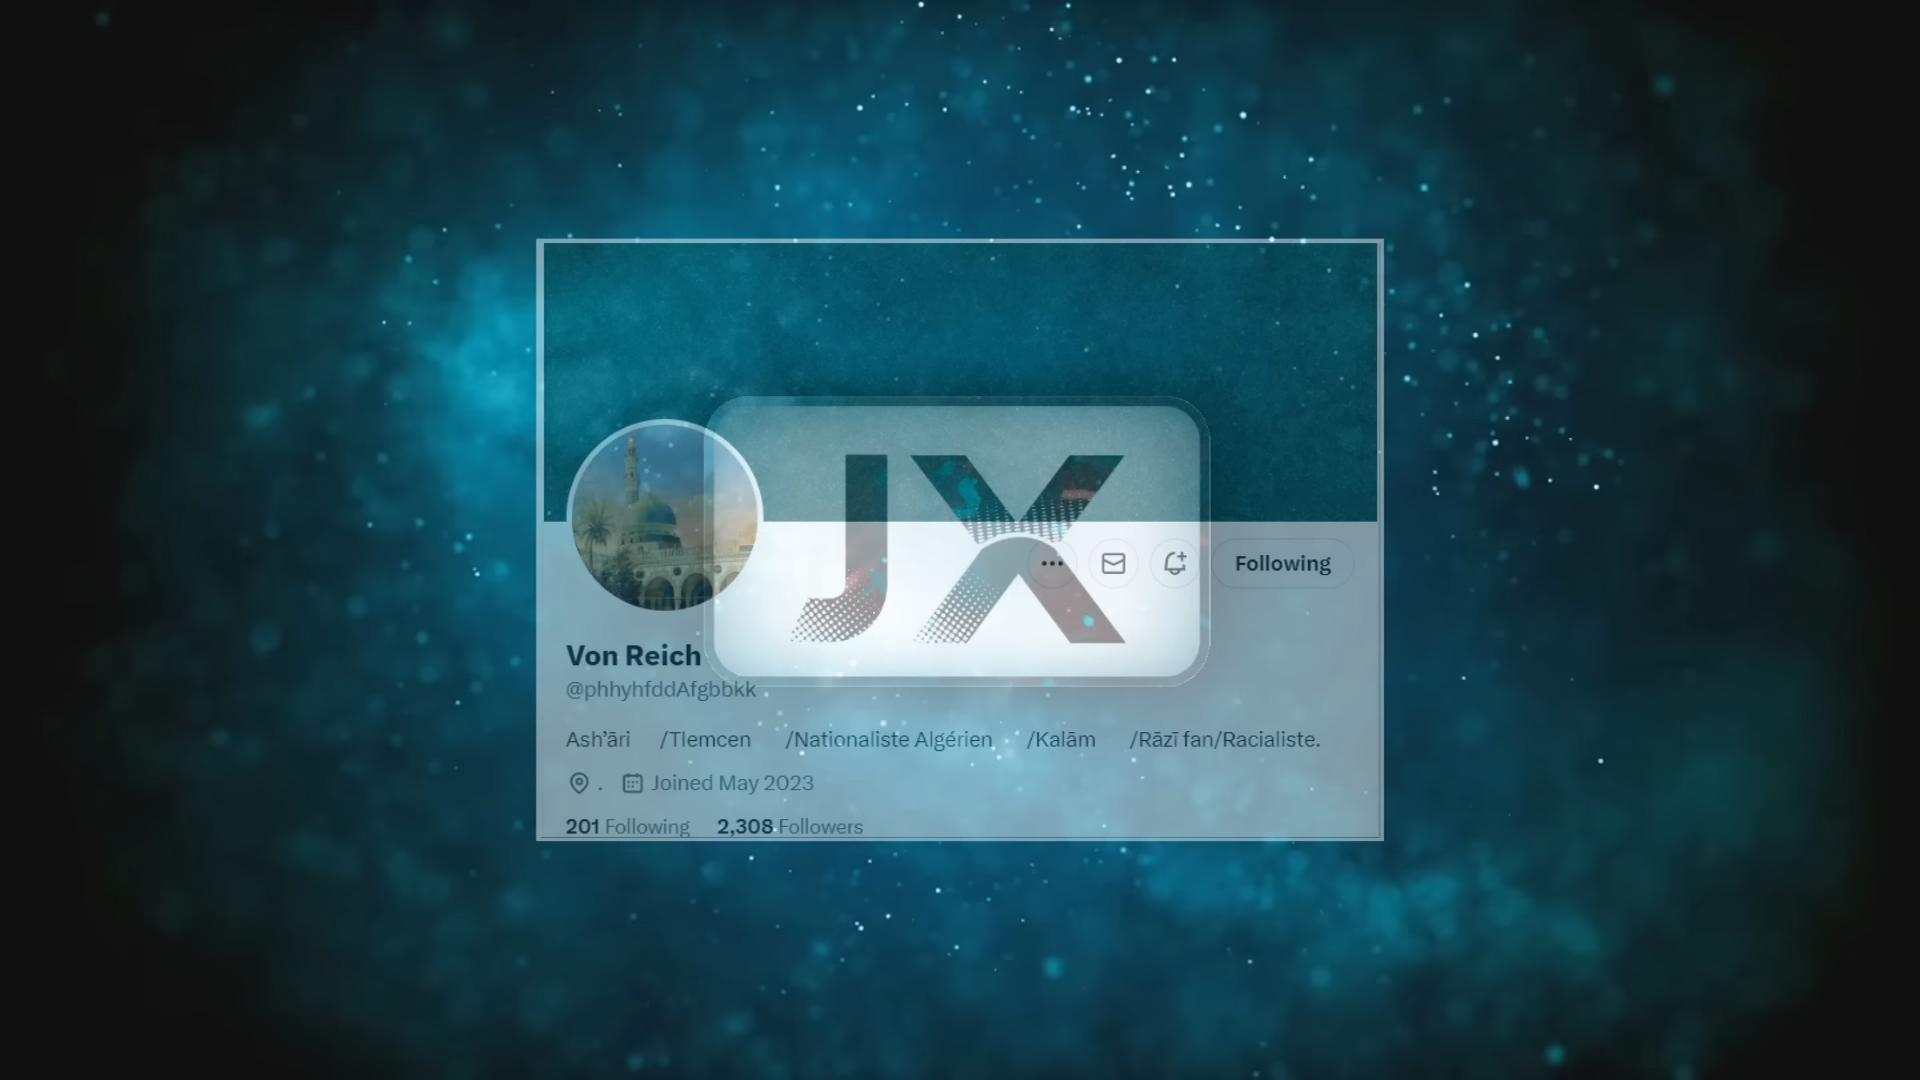 JX
Following
Von Reich
@phhyhfddAfgbbkk
Ash’āri /Tlemcen /Nationaliste Algérien /Kalām /Rāzī fan/Racialiste.
. Joined May 2023
201 Following 2,308 Followers